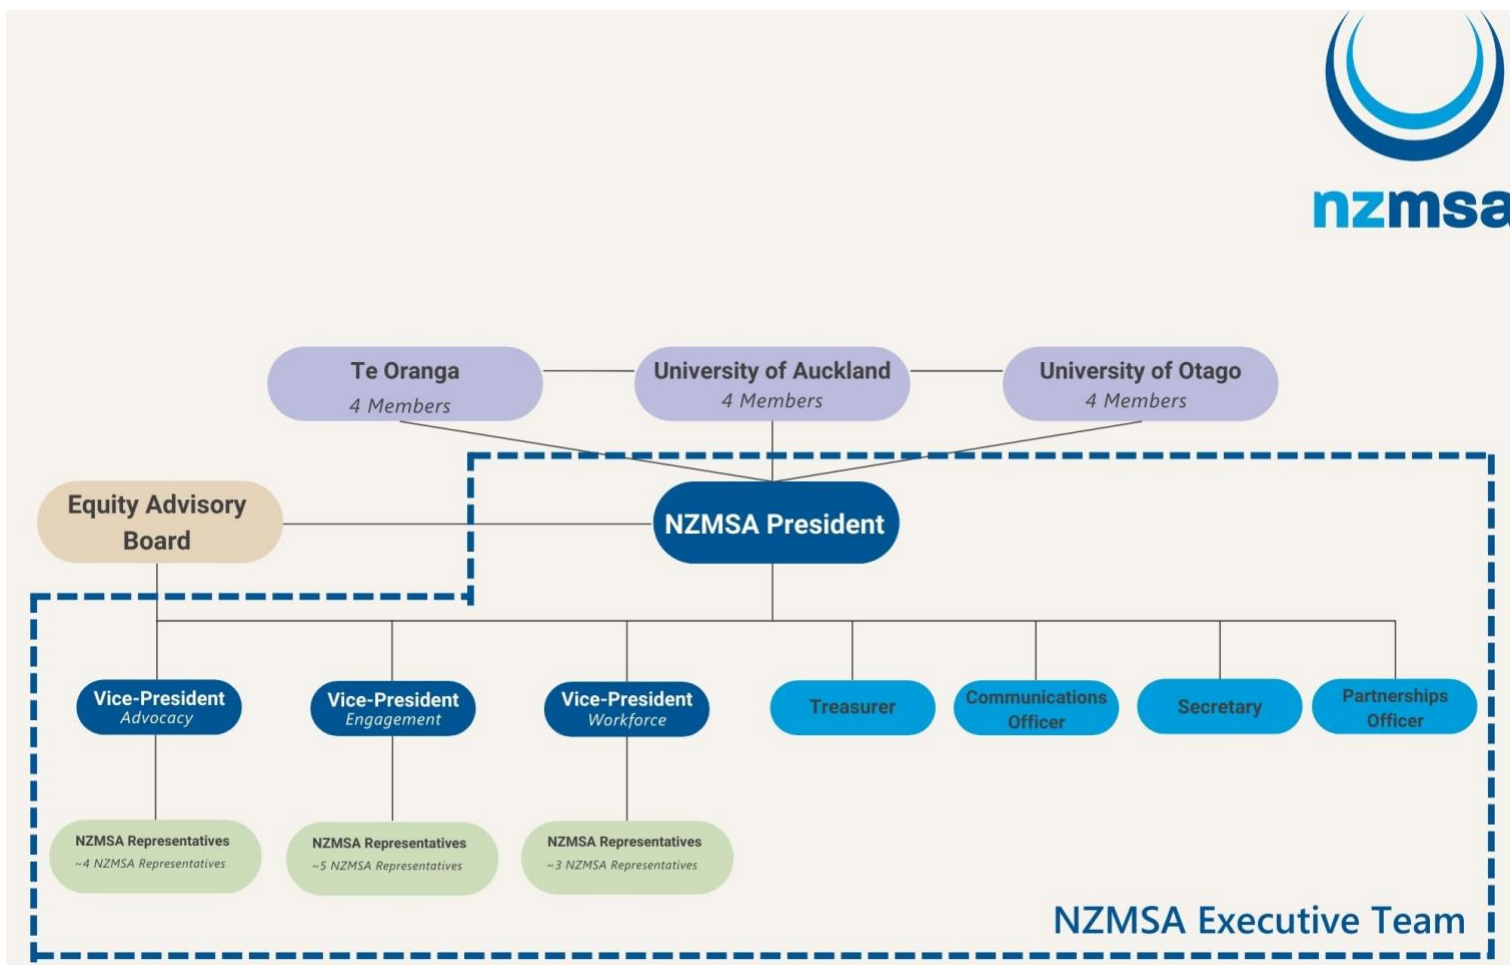 nzmsa
Te Oranga
4 Members
University of Auckland
4 Members
University of Otago
4 Members
Equity Advisory
Board
NZMSA President
Vice-President
Advocacy
Vice-President
Engagement
Vice-President
Workforce
Treasurer
Communications
Officer
Secretary
Partnerships
Officer
NZMSA Representatives
~4 NZMSA Representatives
NZMSA Representatives
~5 NZMSA Representatives
NZMSA Representatives
~3 NZMSA Representatives
NZMSA Executive Team